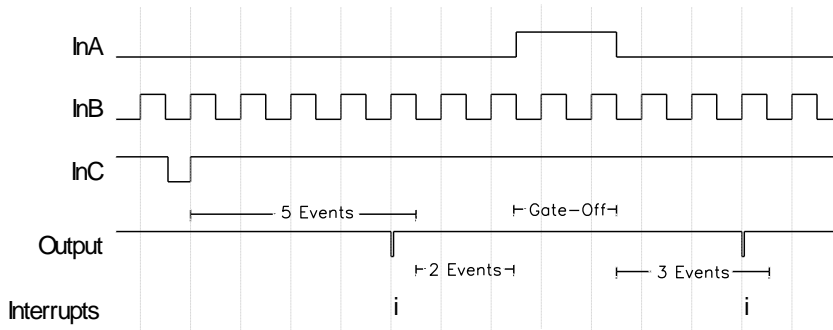 InA
InB
InC
5 Events
Gate-Off
Output
2 Events
3 Events
Interrupts
i
i